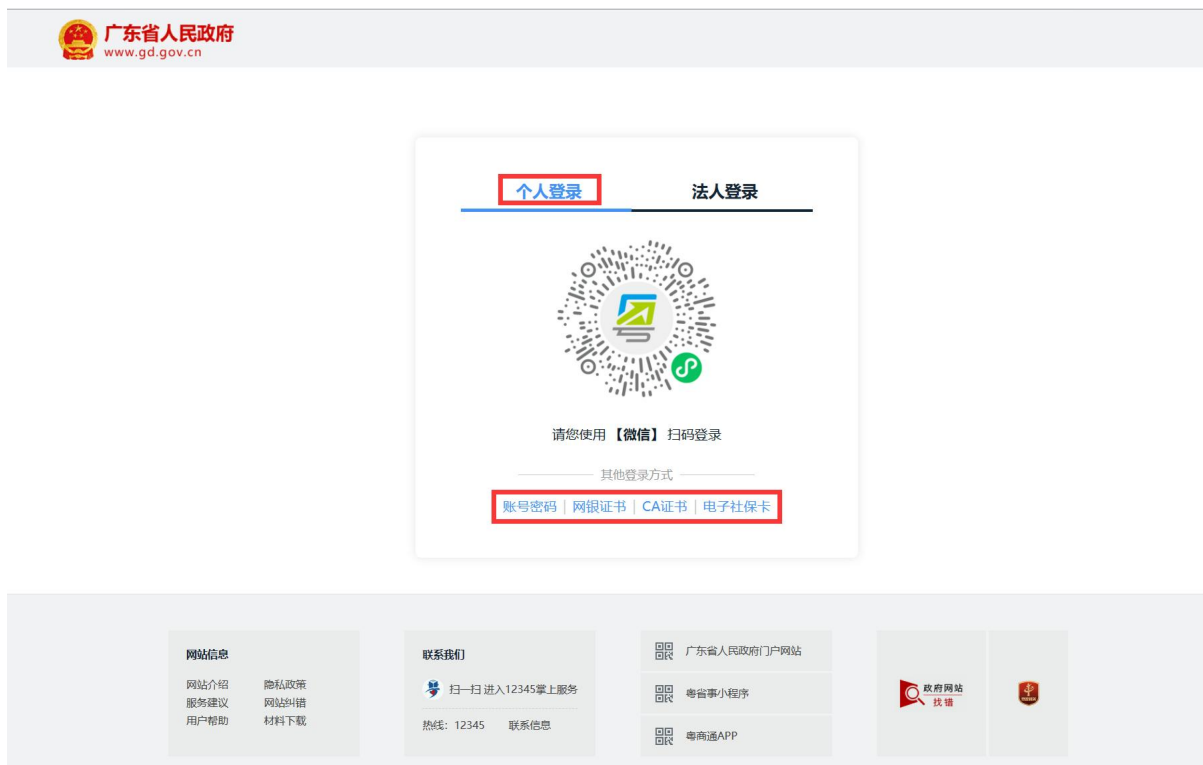 广东省人民政府
www.gd.gov.cn
个人登录 法人登录
请您使用【微信】扫码登录
其他登录方式
账号密码 | 网银证书 | CA证书 | 电子社保卡
网站信息
网站介绍 隐私政策
服务建议 网站纠错
用户帮助 材料下载
联系我们
扫一扫 进入12345掌上服务
热线：12345 联系信息
广东省人民政府门户网站
粤省事小程序
粤商通APP
政府网站
找错